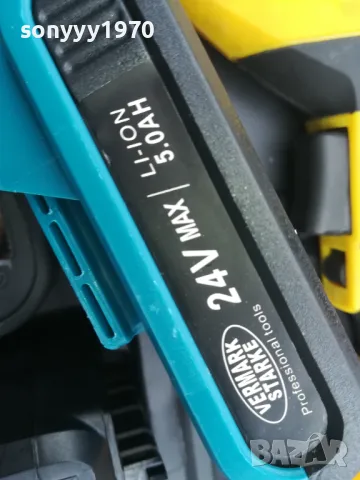 sonyyy1970
LI-ION
5.0AH
24V MAX
VERMARK
STARKE
Professional tools
bazar